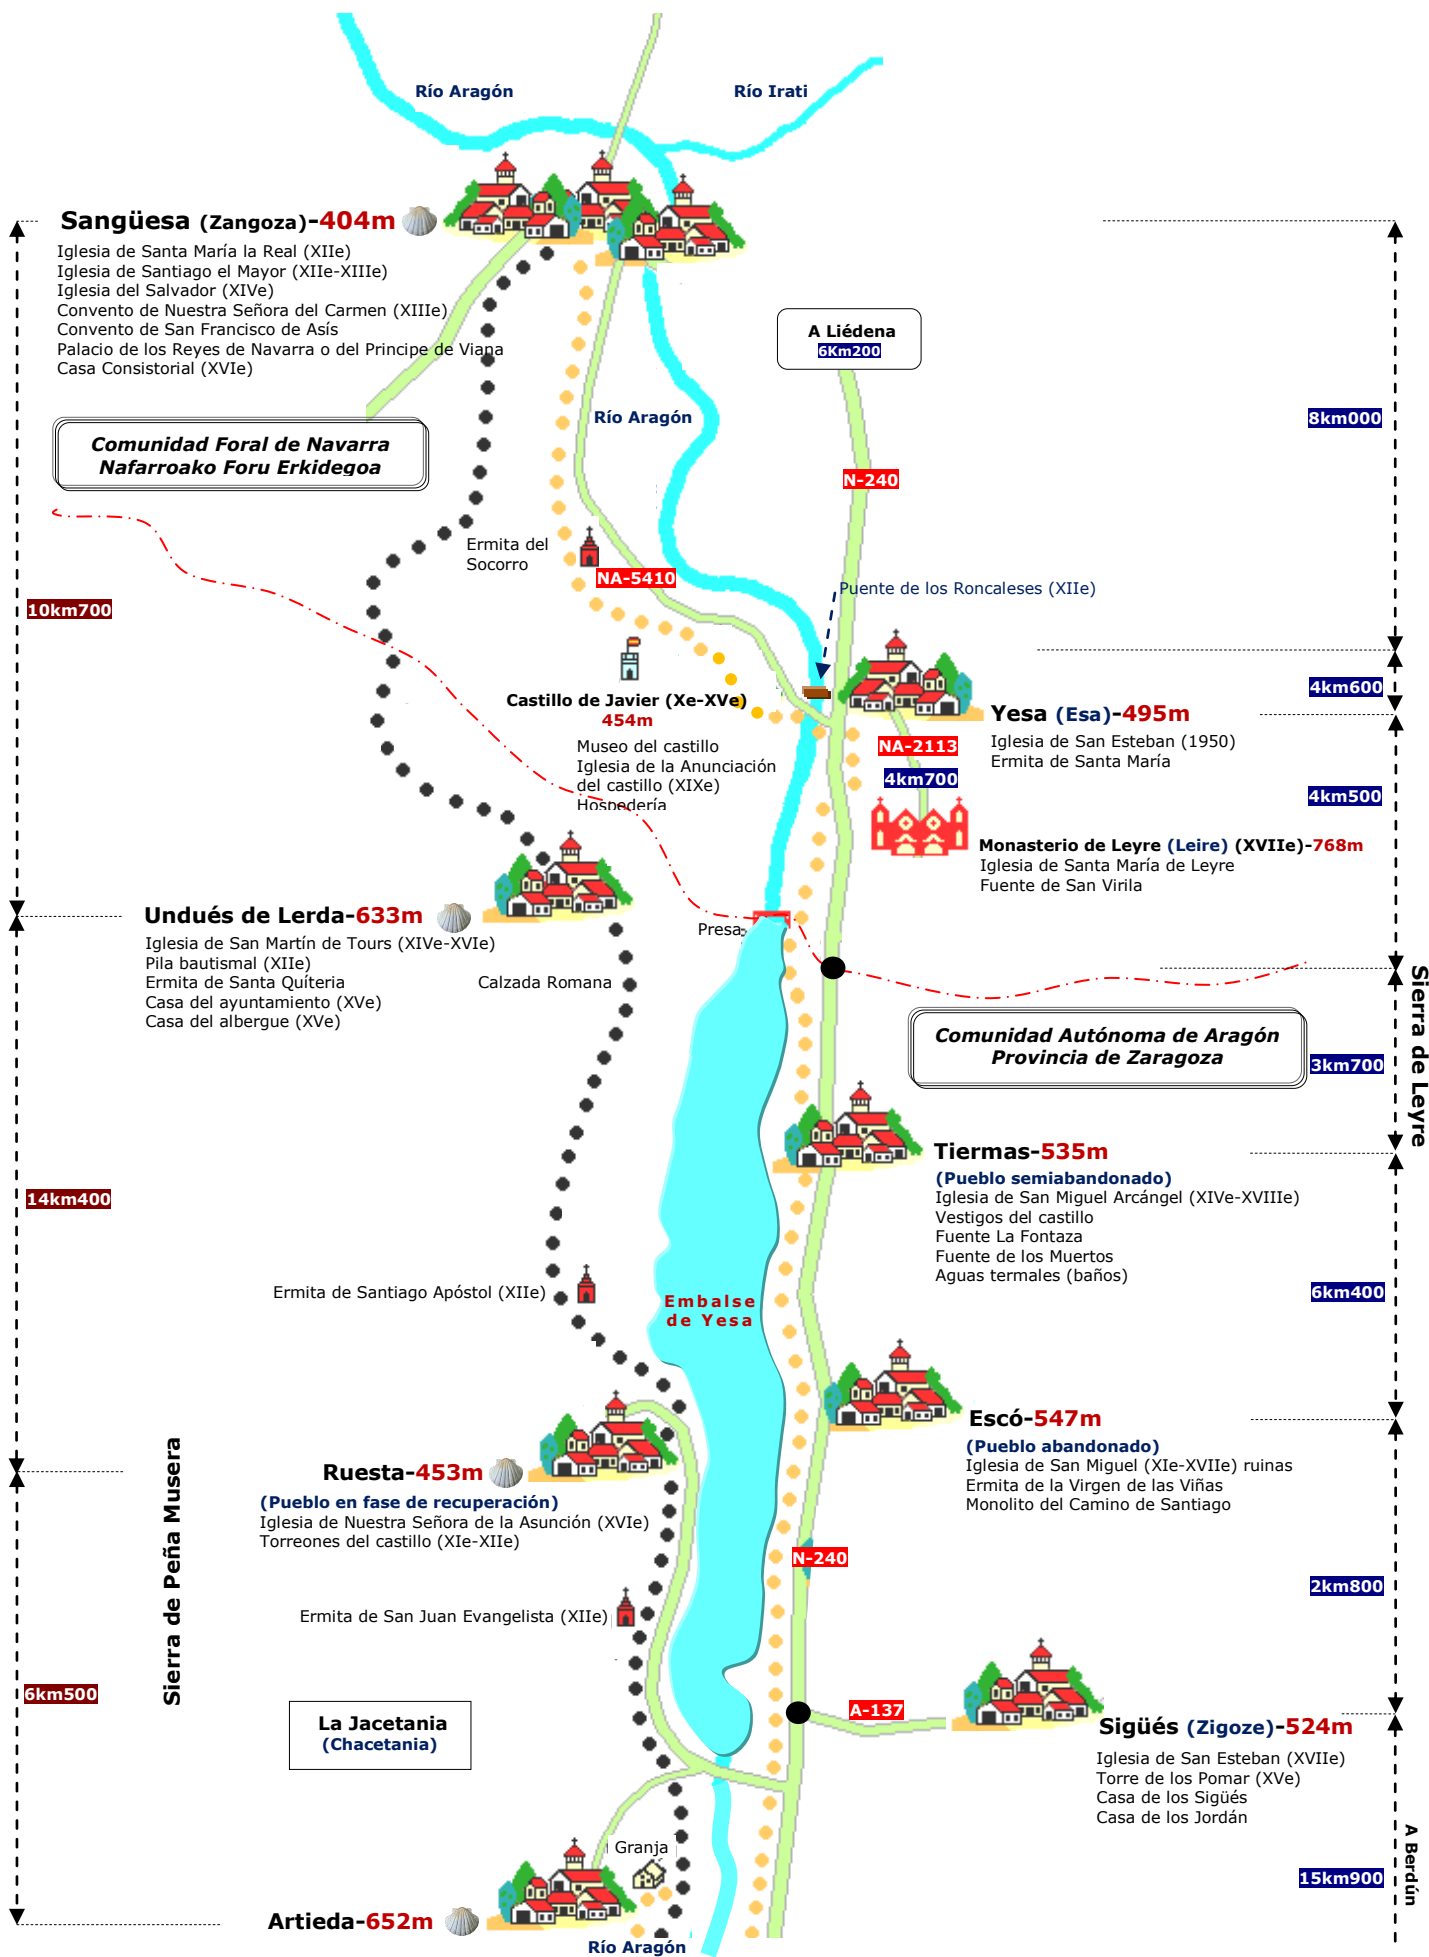 Río Aragón
Río Irati
Sangüesa (Zangoza)-404m
Iglesia de Santa María la Real (XIIe)
Iglesia de Santiago el Mayor (XIIe-XIIIe)
Iglesia del Salvador (XIVe)
Convento de Nuestra Señora del Carmen (XIIIe)
Convento de San Francisco de Asís
Palacio de los Reyes de Navarra o del Principe de Viana
Casa Consistorial (XVIe)
A Liédena
6Km200
Río Aragón
8km000
Comunidad Foral de Navarra
Nafarroako Foru Erkidegoa
N-240
Ermita del
Socorro
NA-5410
Puente de los Roncaleses (XIIe)
10km700
4km600
Castillo de Javier (Xe-XVe)
454m
Museo del castillo
Iglesia de la Anunciación
del castillo (XIXe)
Hospedería
Yesa (Esa)-495m
Iglesia de San Esteban (1950)
Ermita de Santa María
NA-2113
4km700
4km500
Monasterio de Leyre (Leire) (XVIIe)-768m
Iglesia de Santa María de Leyre
Fuente de San Virila
Undués de Lerda-633m
Iglesia de San Martín de Tours (XIVe-XVIe)
Pila bautismal (XIIe)
Ermita de Santa Quíteria
Casa del ayuntamiento (XVe)
Casa del albergue (XVe)
Presa
Calzada Romana
Sierra de Leyre
Comunidad Autónoma de Aragón
Provincia de Zaragoza
3km700
Tiermas-535m
(Pueblo semiabandonado)
Iglesia de San Miguel Arcángel (XIVe-XVIIIe)
Vestigos del castillo
Fuente La Fontaza
Fuente de los Muertos
Aguas termales (baños)
14km400
Ermita de Santiago Apóstol (XIIe)
Embalse
de Yesa
6km400
Escó-547m
(Pueblo abandonado)
Iglesia de San Miguel (XIe-XVIIe) ruinas
Ermita de la Virgen de las Viñas
Monolito del Camino de Santiago
Ruesta-453m
(Pueblo en fase de recuperación)
Iglesia de Nuestra Señora de la Asunción (XVIe)
Torreones del castillo (XIe-XIIe)
Sierra de Peña Musera
N-240
2km800
Ermita de San Juan Evangelista (XIIe)
6km500
La Jacetania
(Chacetania)
A-137
Sigüés (Zigoze)-524m
Iglesia de San Esteban (XVIIe)
Torre de los Pomar (XVe)
Casa de los Sigüés
Casa de los Jordán
Granja
A Berdún
15km900
Artieda-652m
Río Aragón